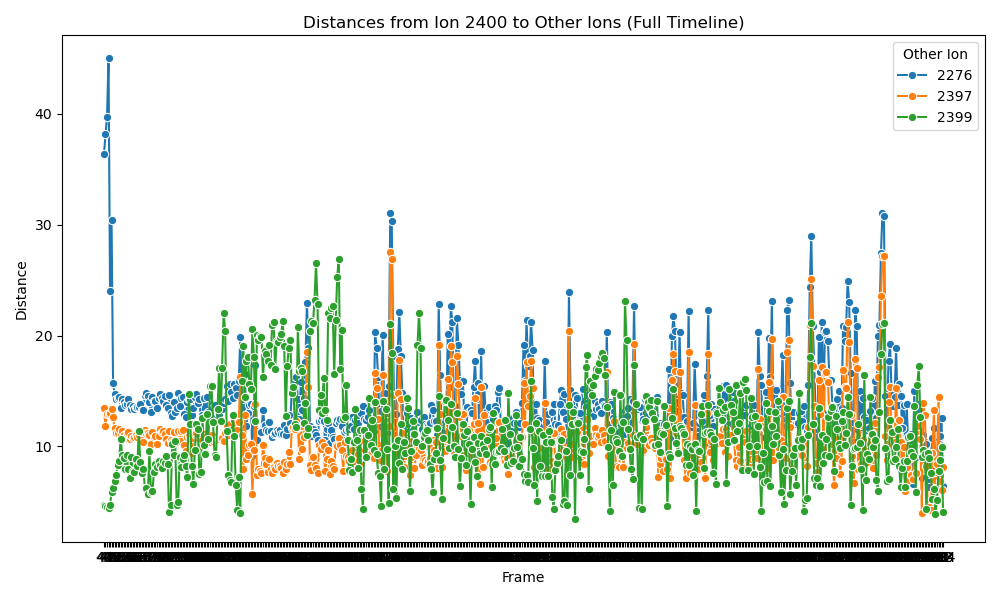 Distances from Ion 2400 to Other Ions (Full Timeline)
Other Ion
2276
2397
2399
40
30
20
10
Distance
Frame